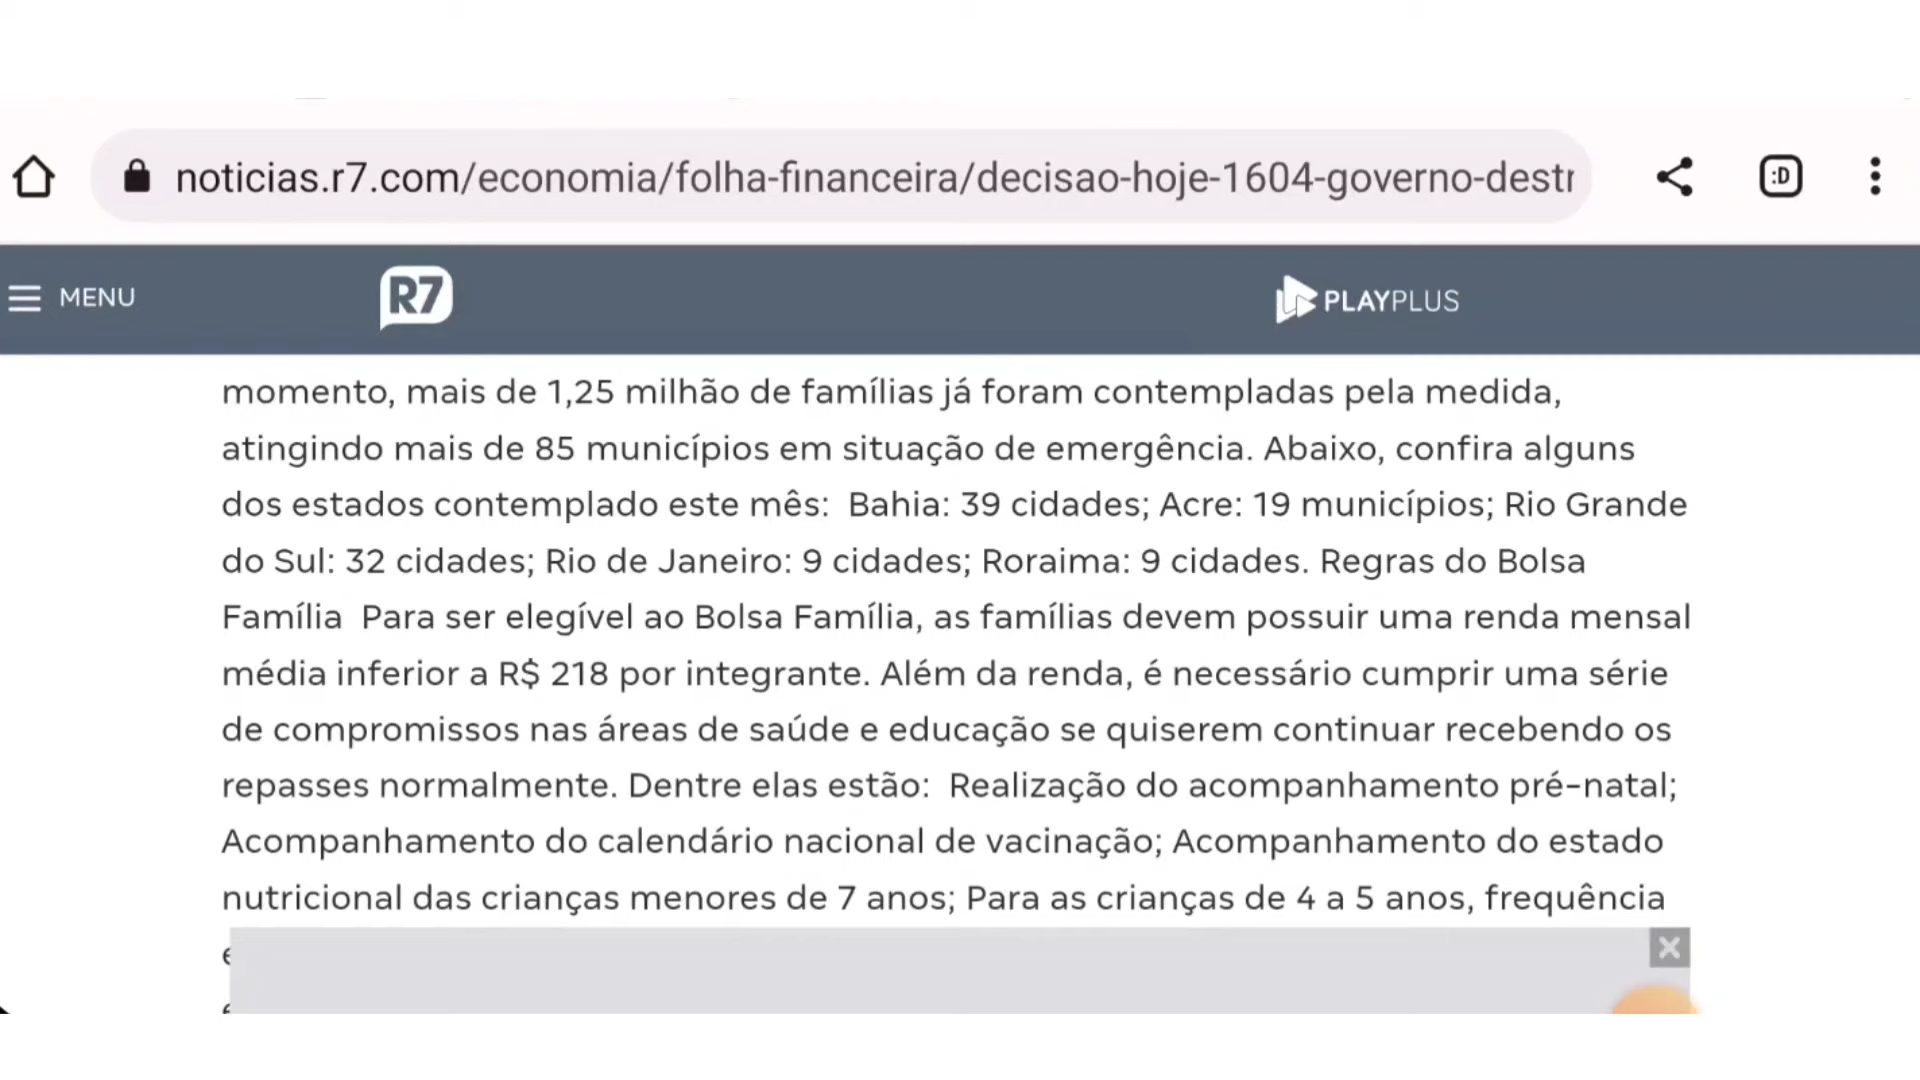 noticias.r7.com/economia/folha-financeira/decisao-hoje-1604-governo-destr
:D
MENU
R7
PLAYPLUS
momento, mais de 1,25 milhão de famílias já foram contempladas pela medida,
atingindo mais de 85 municípios em situação de emergência. Abaixo, confira alguns
dos estados contemplado este mês:  Bahia: 39 cidades; Acre: 19 municípios; Rio Grande
do Sul: 32 cidades; Rio de Janeiro: 9 cidades; Roraima: 9 cidades. Regras do Bolsa
Família  Para ser elegível ao Bolsa Família, as famílias devem possuir uma renda mensal
média inferior a R$ 218 por integrante. Além da renda, é necessário cumprir uma série
de compromissos nas áreas de saúde e educação se quiserem continuar recebendo os
repasses normalmente. Dentre elas estão:  Realização do acompanhamento pré-natal;
Acompanhamento do calendário nacional de vacinação; Acompanhamento do estado
nutricional das crianças menores de 7 anos; Para as crianças de 4 a 5 anos, frequência